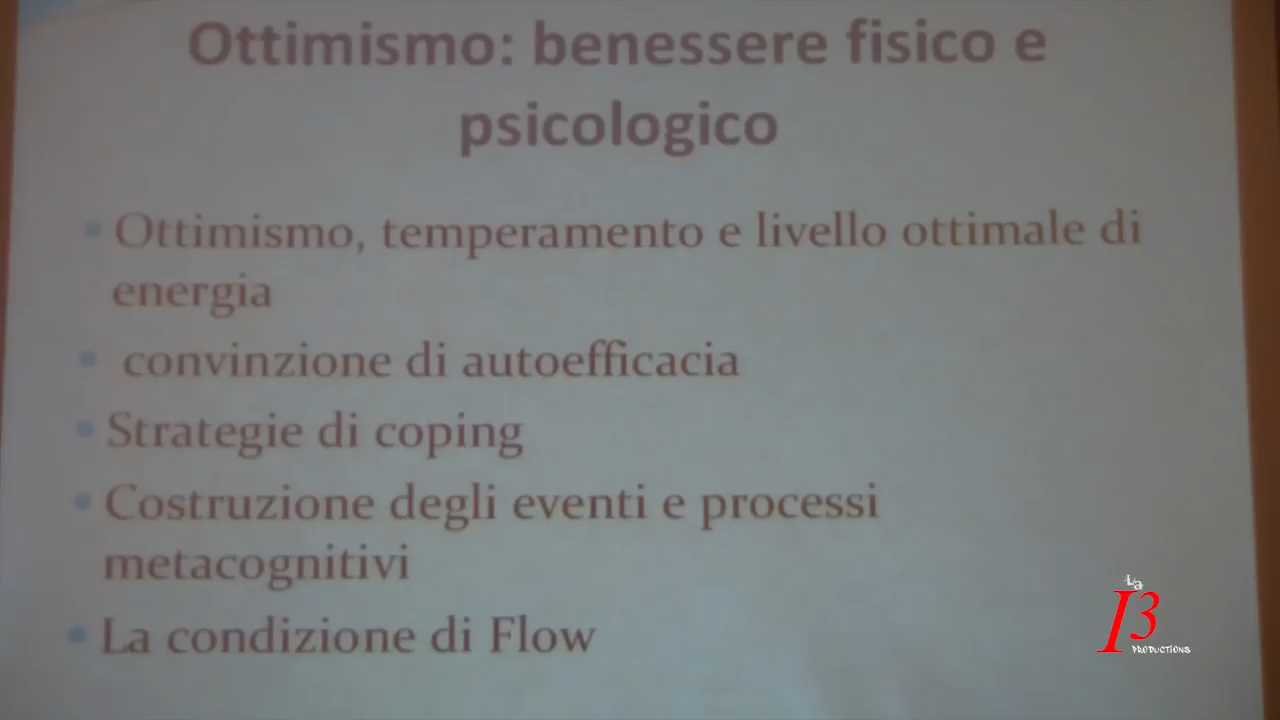 Ottimismo: benessere fisico e
psicologico
• Ottimismo, temperamento e livello ottimale di
energia
• convinzione di autoefficacia
• Strategie di coping
• Costruzione degli eventi e processi
metacognitivi
• La condizione di Flow
La
I3
PRODUCTIONS